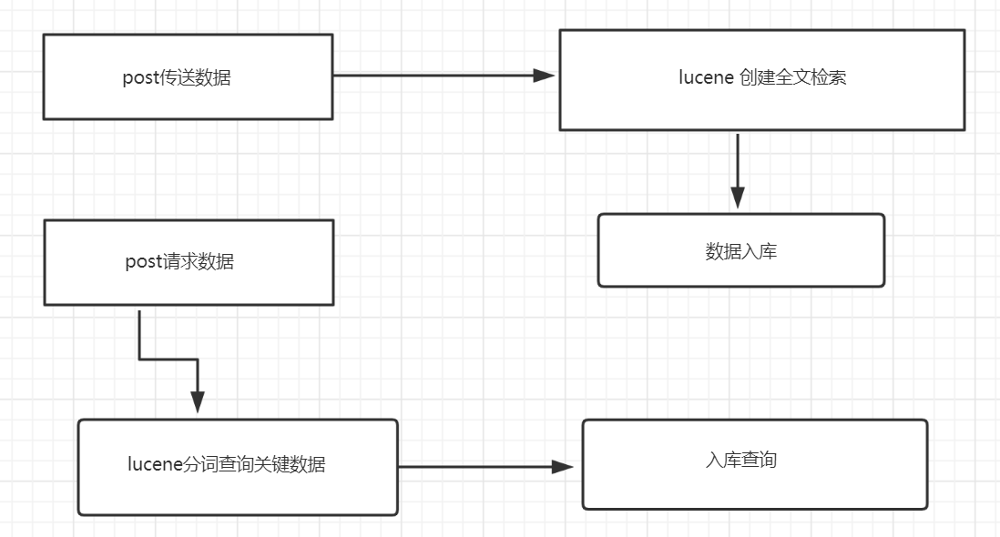 post传送数据
lucene 创建全文检索
数据入库
post请求数据
lucene分词查询关键数据
入库查询